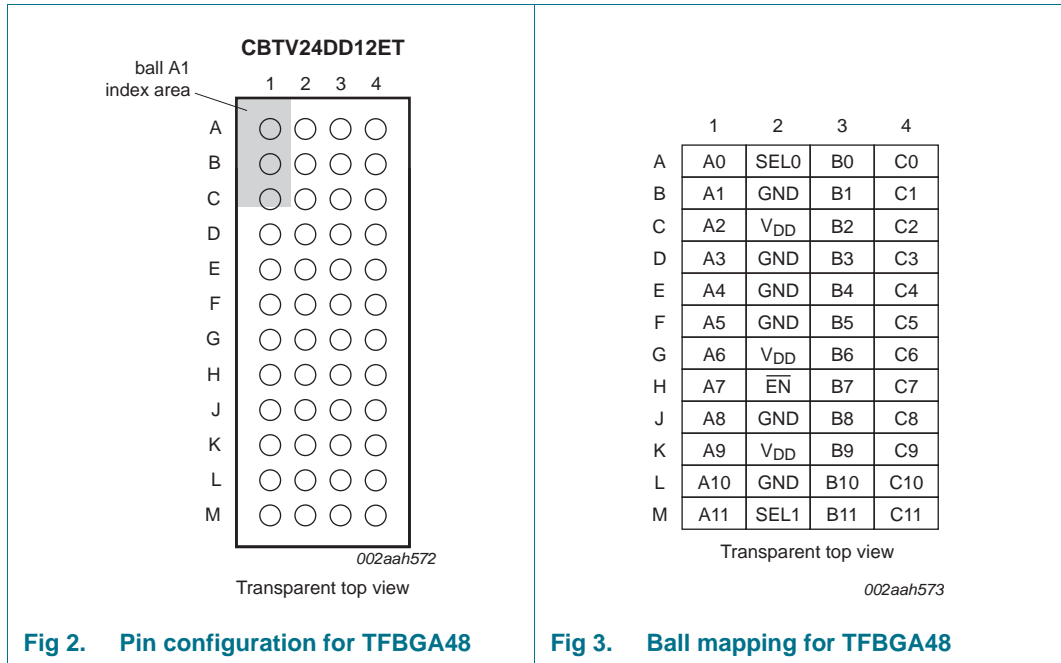 CBTV24DD12ET
ball A1
index area
1 2 3 4
A
B
C
D
E
F
G
H
J
K
L
M
002aah572
Transparent top view
Fig 2. Pin configuration for TFBGA48
1 2 3 4
A A0 SEL0 B0 C0
B A1 GND B1 C1
C A2 VDD B2 C2
D A3 GND B3 C3
E A4 GND B4 C4
F A5 GND B5 C5
G A6 VDD B6 C6
H A7 E̅N̅ B7 C7
J A8 GND B8 C8
K A9 VDD B9 C9
L A10 GND B10 C10
M A11 SEL1 B11 C11
Transparent top view
002aah573
Fig 3. Ball mapping for TFBGA48